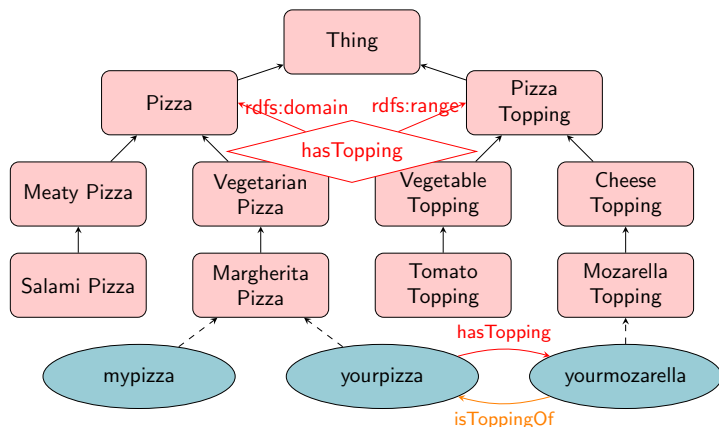 Thing
Pizza
rdfs:domain
rdfs:range
Pizza
Topping
hasTopping
Meaty Pizza
Vegetarian
Pizza
Vegetable
Topping
Cheese
Topping
Salami Pizza
Margherita
Pizza
Tomato
Topping
Mozarella
Topping
hasTopping
mypizza
yourpizza
yourmozarella
isToppingOf